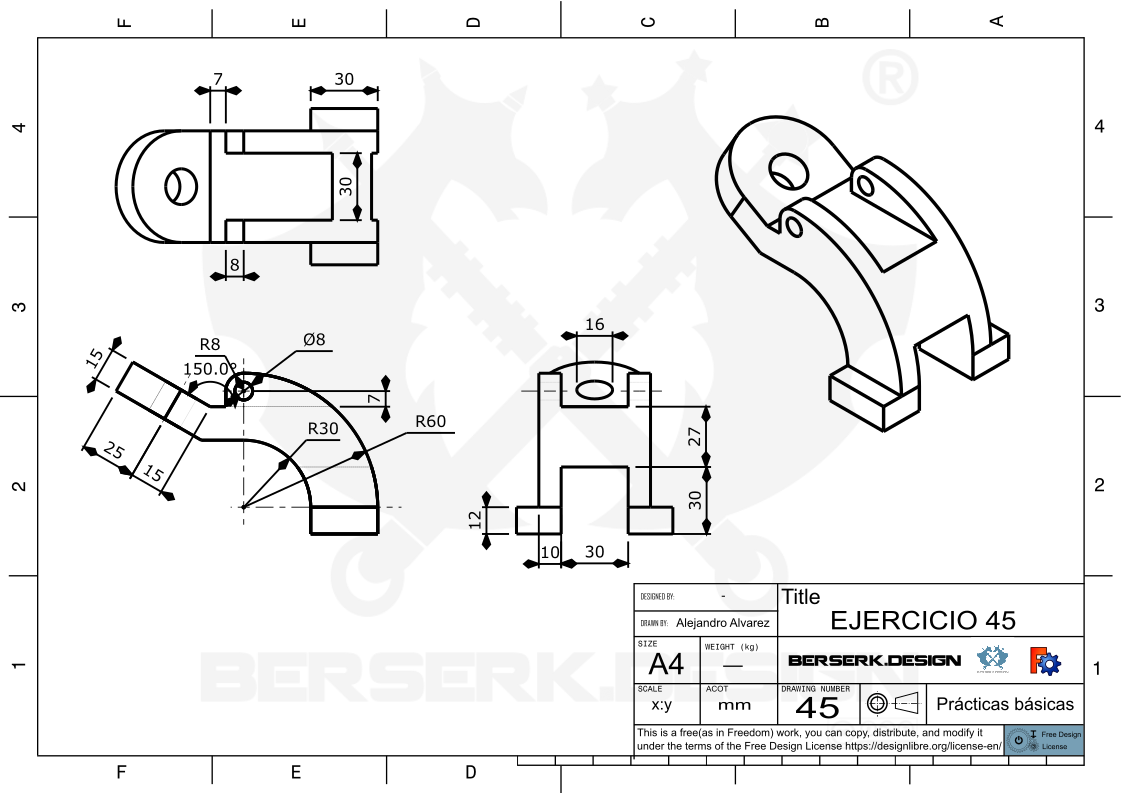 F E D C B A
7 30
4 4
30
8
3 3
16
R8 Ø8
15 150.0°
7
R30 R60
27
25 15
2 2
12 30
10 30
DESIGNED BY: -
Title
EJERCICIO 45
DRAWN BY: Alejandro Alvarez
SIZE
A4
WEIGHT (kg)
—
BERSERK.DESIGN
1 1
BERSERK.DESIGN
SCALE
x:y
ACOT
mm
DRAWING NUMBER
45
Prácticas básicas
This is a free(as in Freedom) work, you can copy, distribute, and modify it
under the terms of the Free Design License https://designlibre.org/license-en/
Free Design
License
F E D
®